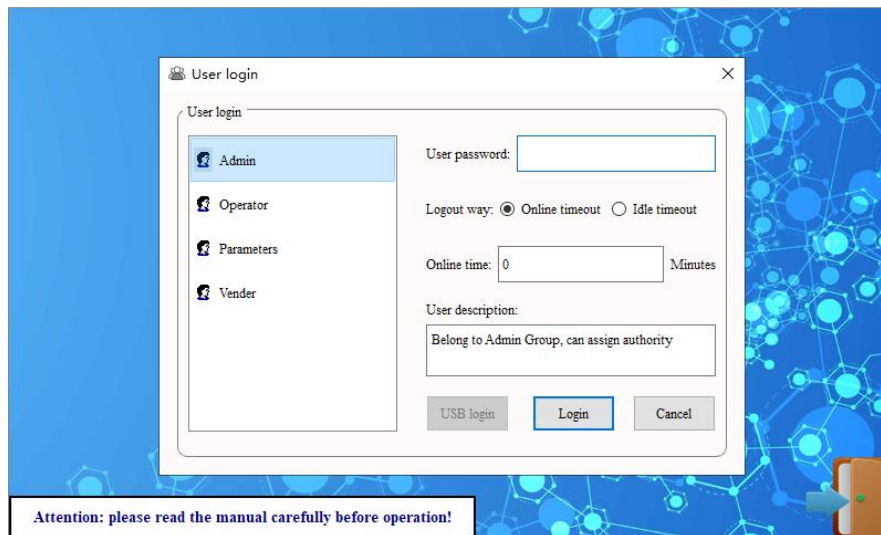 User login
User login
Admin
Operator
Parameters
Vender
User password:
Logout way: Online timeout Idle timeout
Online time: 0 Minutes
User description:
Belong to Admin Group, can assign authority
USB login Login Cancel
Attention: please read the manual carefully before operation!